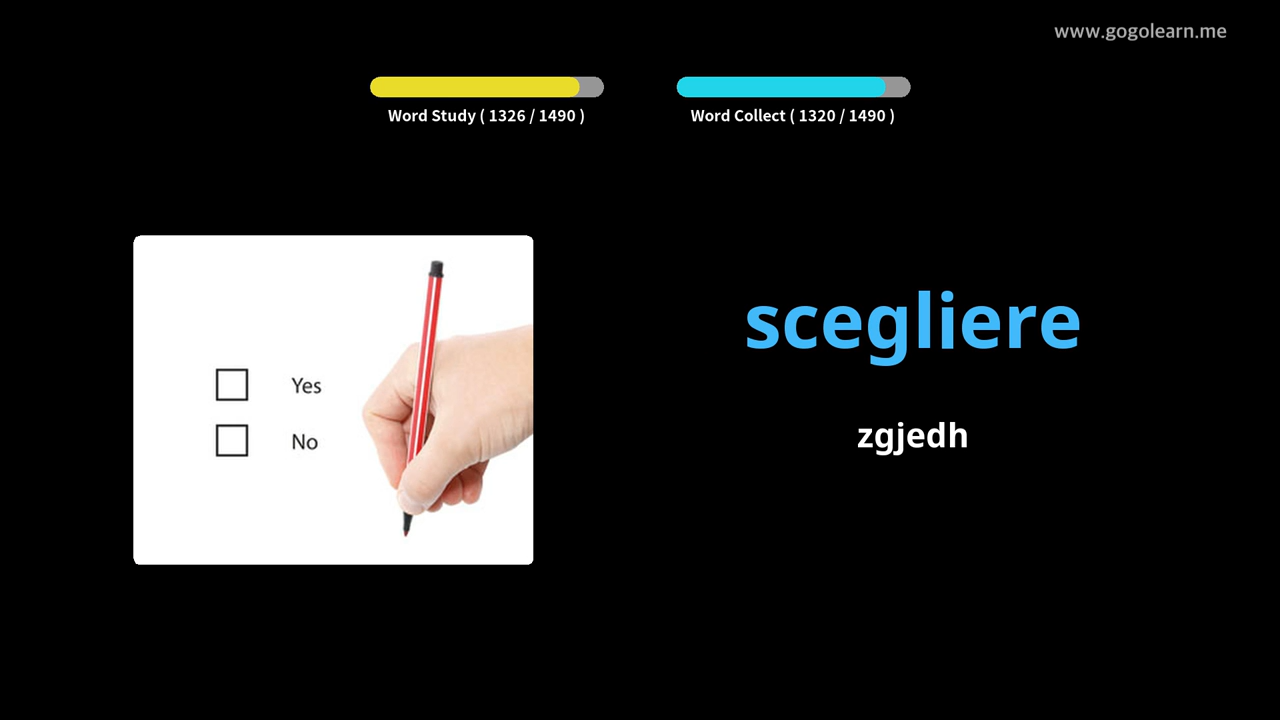 www.gogolearn.me
Word Study ( 1326 / 1490 )
Word Collect ( 1320 / 1490 )
scegliere
zgjedh
Yes
No